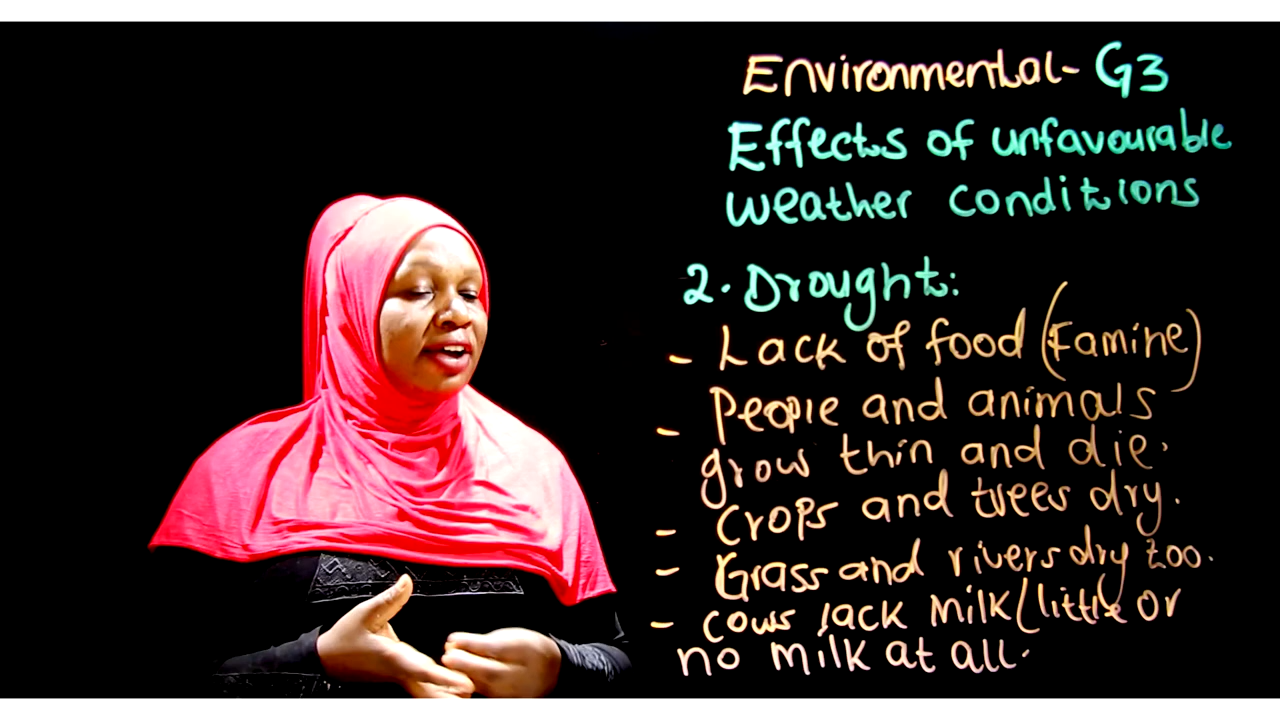 Environmental- G3
Effects of unfavourable
weather conditions
2. Drought:
- Lack of food (Famine)
- People and animals
grow thin and die.
- Crops and trees dry.
- Grass and rivers dry too.
- Cows lack milk (little or
no milk at all.